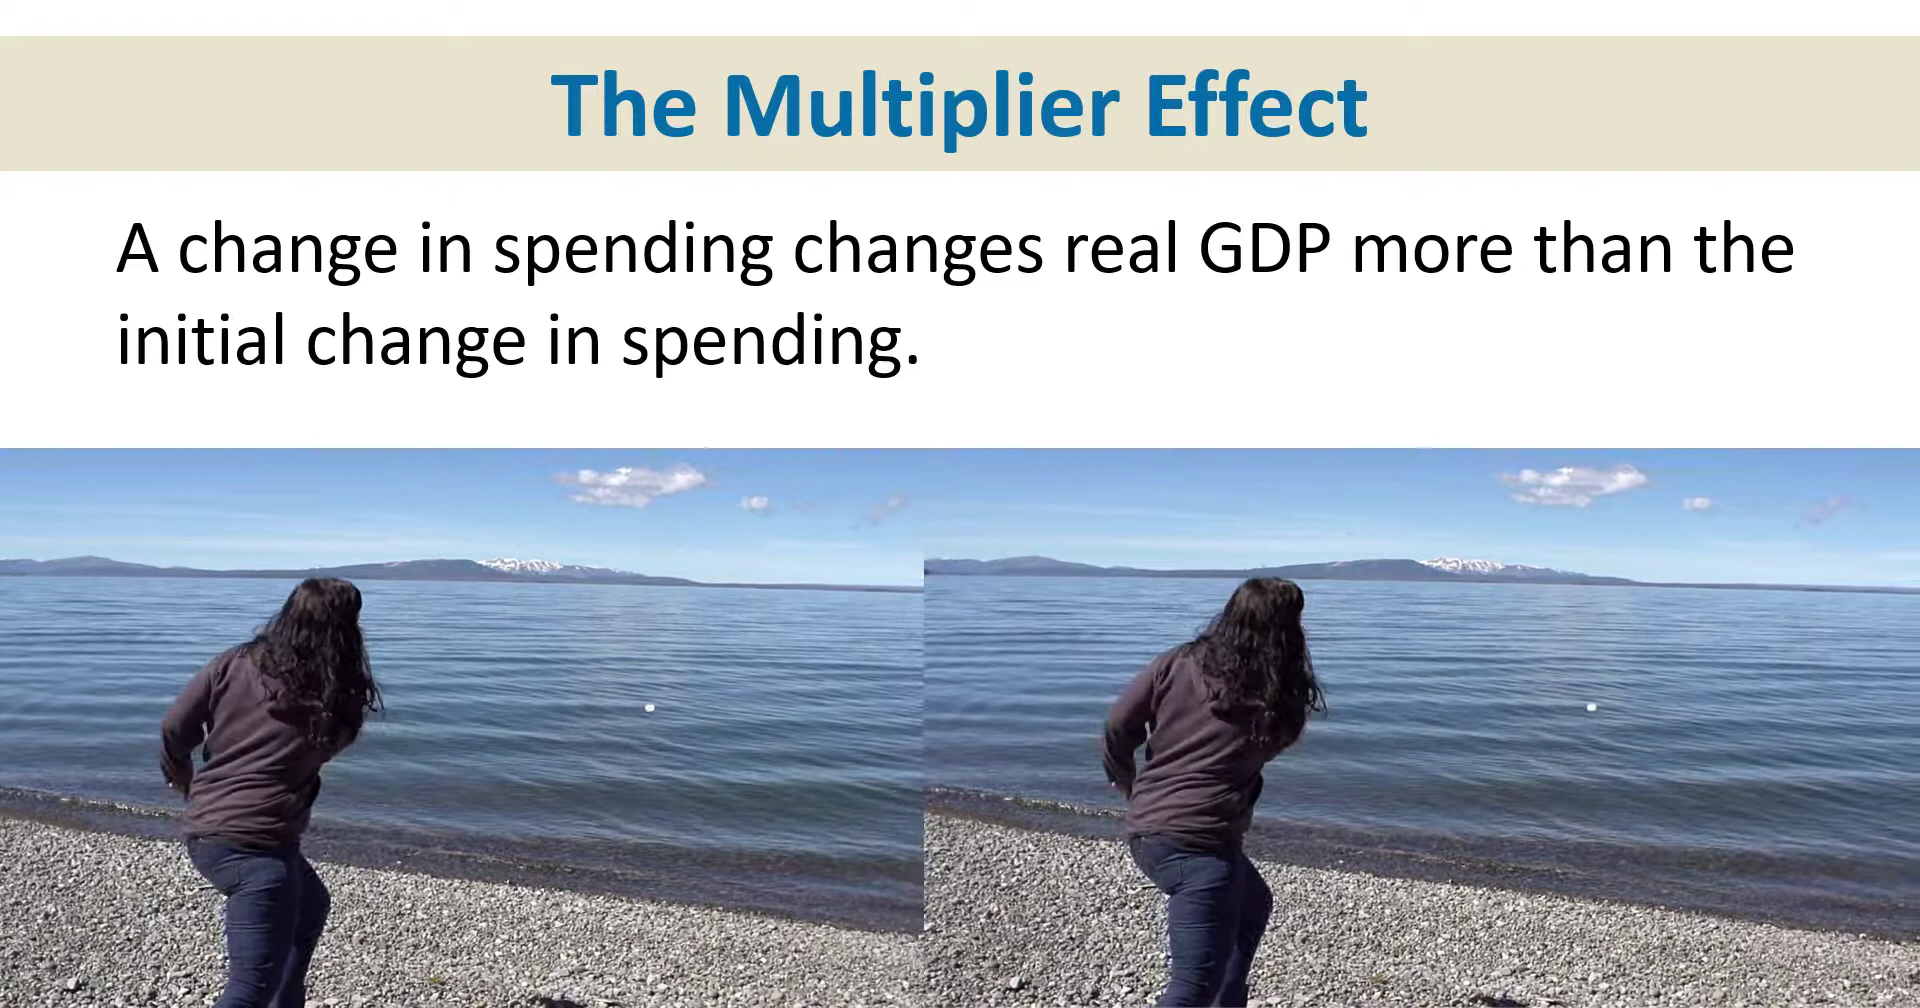 The Multiplier Effect
A change in spending changes real GDP more than the
initial change in spending.